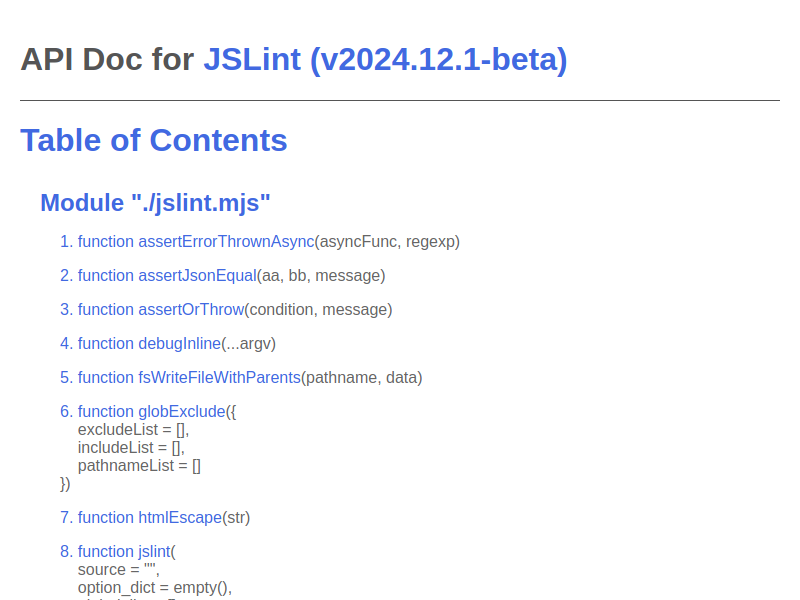 API Doc for JSLint (v2024.12.1-beta)
Table of Contents
Module "./jslint.mjs"
1. function assertErrorThrownAsync(asyncFunc, regexp)
2. function assertJsonEqual(aa, bb, message)
3. function assertOrThrow(condition, message)
4. function debugInline(...argv)
5. function fsWriteFileWithParents(pathname, data)
6. function globExclude({
excludeList = [],
includeList = [],
pathnameList = []
})
7. function htmlEscape(str)
8. function jslint(
source = "",
option_dict = empty(),